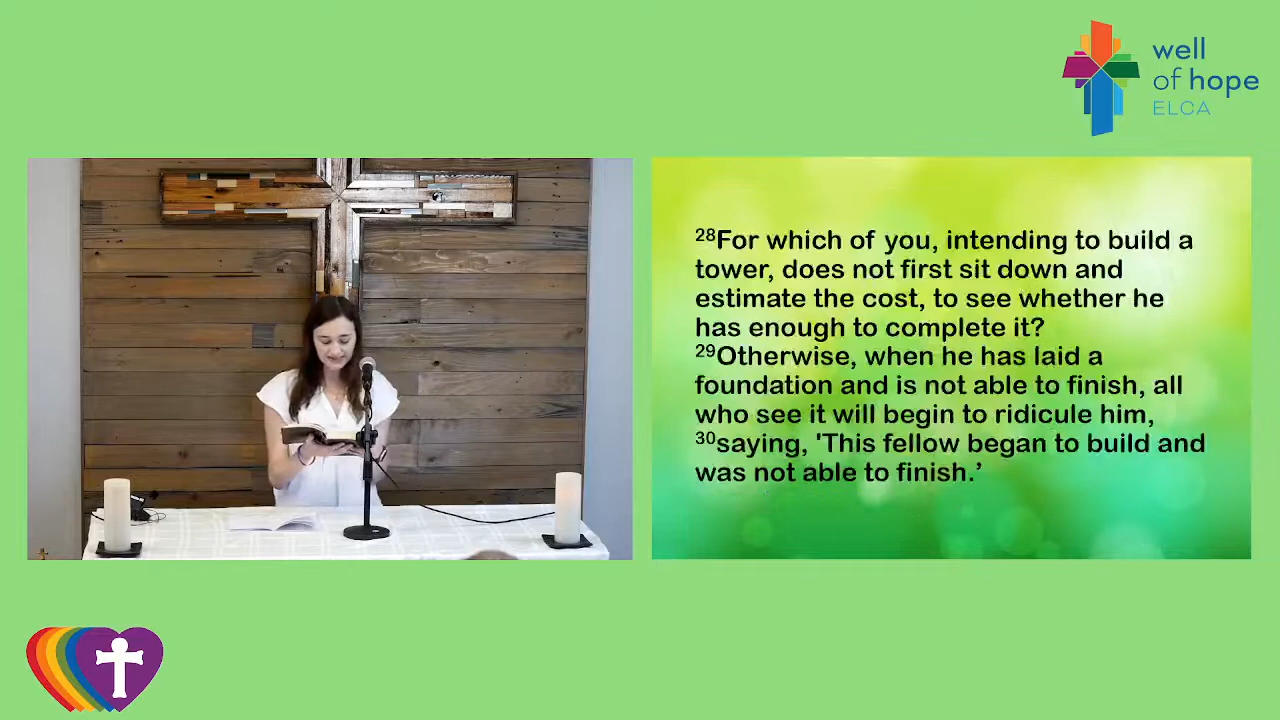 well
of hope
ELCA
²⁸For which of you, intending to build a
tower, does not first sit down and
estimate the cost, to see whether he
has enough to complete it?
²⁹Otherwise, when he has laid a
foundation and is not able to finish, all
who see it will begin to ridicule him,
³⁰saying, 'This fellow began to build and
was not able to finish.’